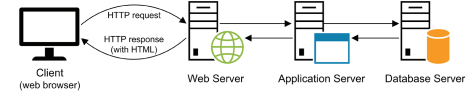 HTTP request
HTTP response
(with HTML)
Client
(web browser)
Web Server
Application Server
Database Server